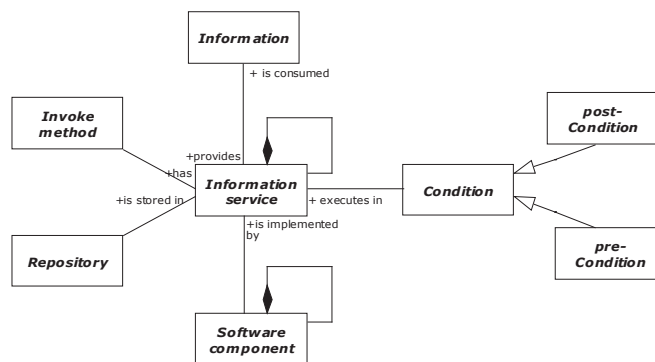 Information
+ is consumed
Invoke
method
post-
Condition
+provides
+has
Information
service
+ executes in
Condition
+is stored in
+is implemented
by
Repository
pre-
Condition
Software
component